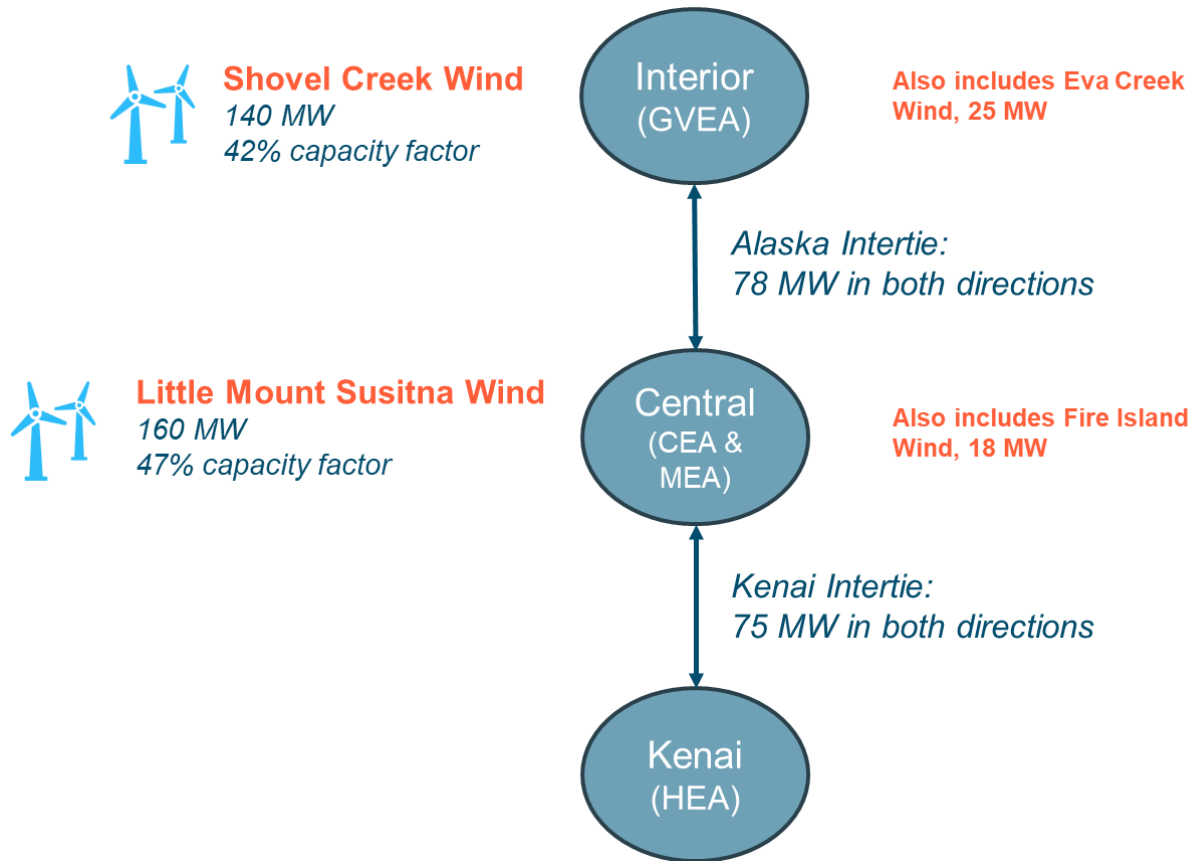 Shovel Creek Wind
140 MW
42% capacity factor
Interior
(GVEA)
Also includes Eva Creek
Wind, 25 MW
Alaska Intertie:
78 MW in both directions
Little Mount Susitna Wind
160 MW
47% capacity factor
Central
(CEA &
MEA)
Also includes Fire Island
Wind, 18 MW
Kenai Intertie:
75 MW in both directions
Kenai
(HEA)